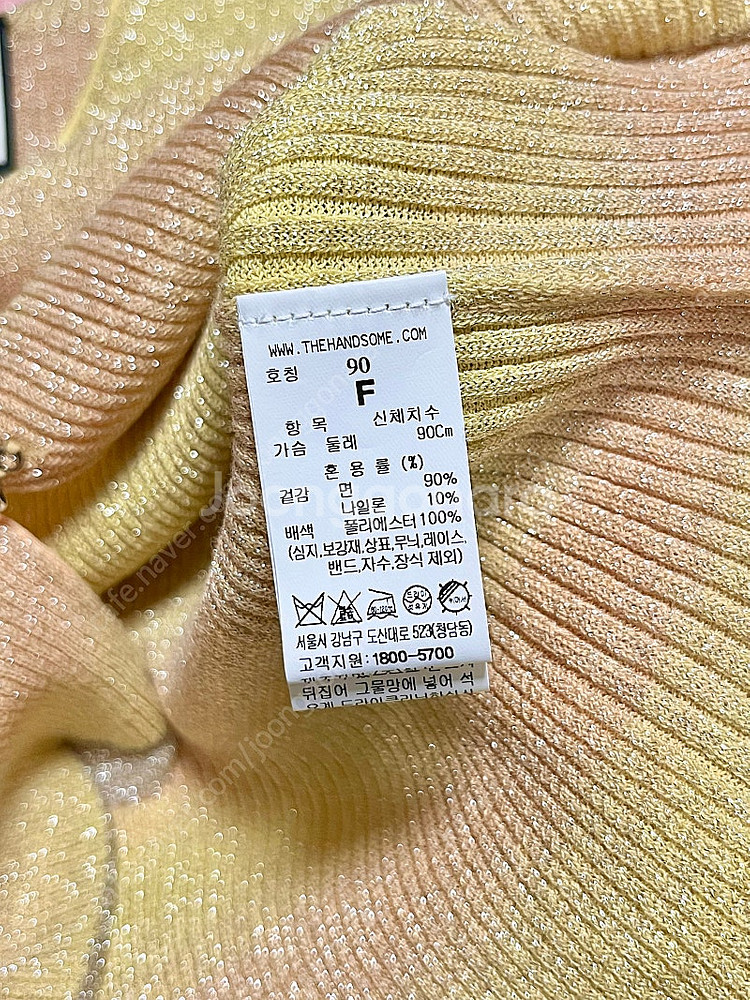 WWW.THEHANDSOME.COM
호칭 90
F
항 목 신체치수
가슴 둘레 90Cm
혼 용 률 (%)
겉감 면 90%
나일론 10%
배색 폴리에스터 100%
(심지,보강재,상표,무늬,레이스,
밴드,자수,장식 제외)
서울시 강남구 도산대로 523(청담동)
고객지원: 1800-5700
뒤집어 그물망에 넣어 석